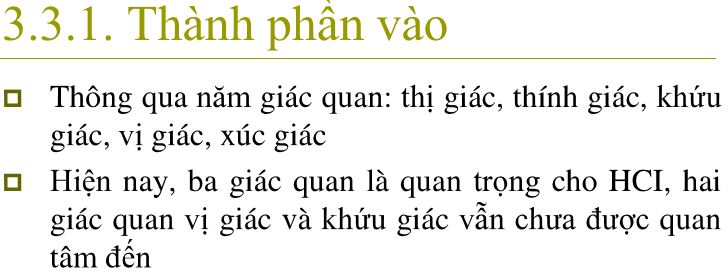 3.3.1. Thành phần vào
Thông qua năm giác quan: thị giác, thính giác, khứu
giác, vị giác, xúc giác
Hiện nay, ba giác quan là quan trọng cho HCI, hai
giác quan vị giác và khứu giác vẫn chưa được quan
tâm đến